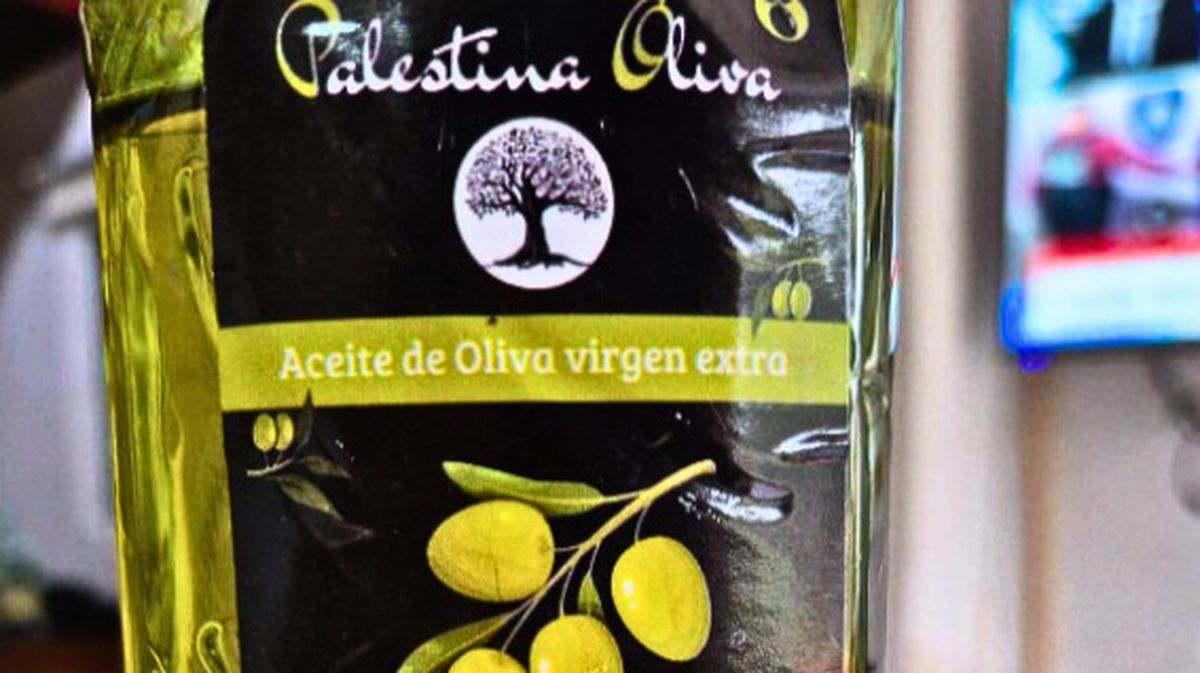 Palestina Oliva
Aceite de Oliva virgen extra